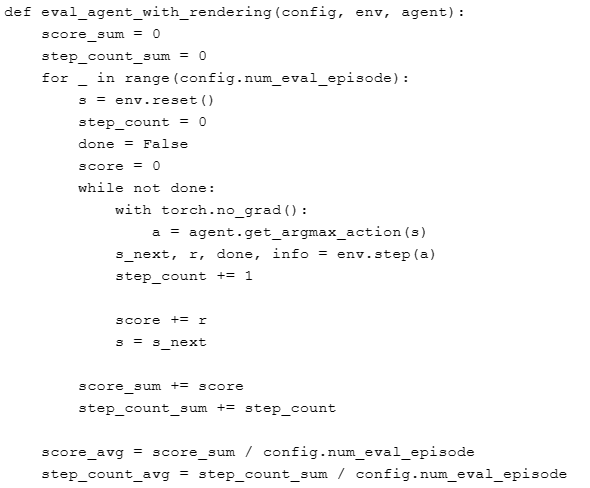 def eval_agent_with_rendering(config, env, agent):
    score_sum = 0
    step_count_sum = 0
    for _ in range(config.num_eval_episode):
        s = env.reset()
        step_count = 0
        done = False
        score = 0
        while not done:
            with torch.no_grad():
                a = agent.get_argmax_action(s)
            s_next, r, done, info = env.step(a)
            step_count += 1

            score += r
            s = s_next

        score_sum += score
        step_count_sum += step_count

    score_avg = score_sum / config.num_eval_episode
    step_count_avg = step_count_sum / config.num_eval_episode